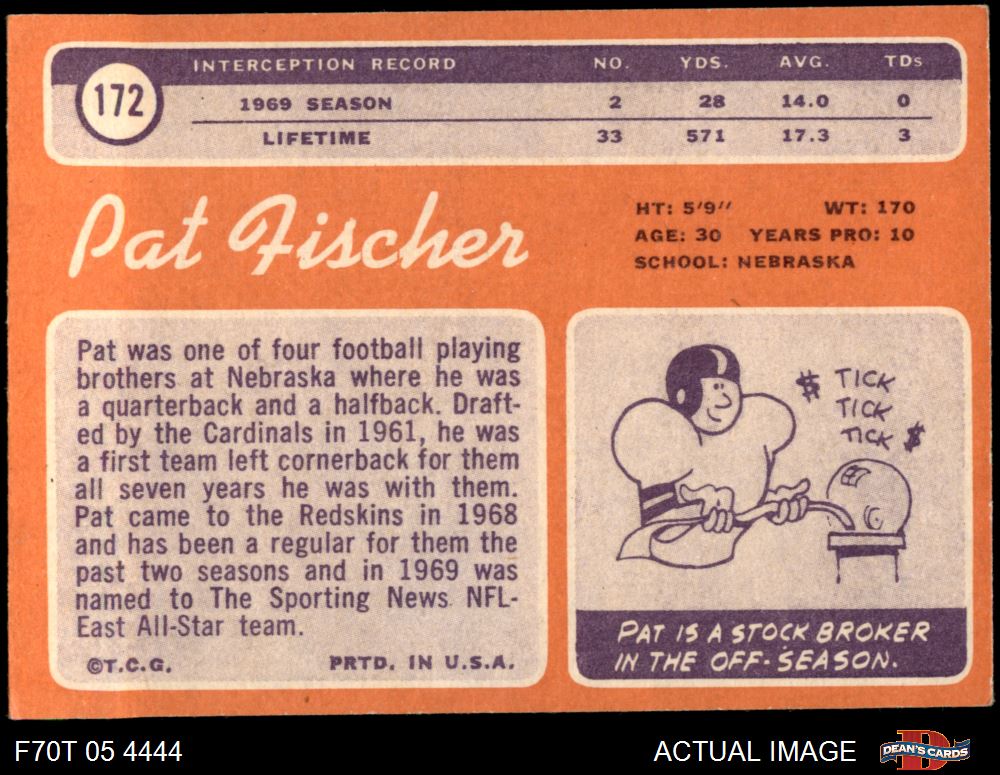 172
INTERCEPTION RECORD NO. YDS. AVG. TDs
1969 SEASON 2 28 14.0 0
LIFETIME 33 571 17.3 3
Pat Fischer
HT: 5'9" WT: 170
AGE: 30 YEARS PRO: 10
SCHOOL: NEBRASKA
Pat was one of four football playing
brothers at Nebraska where he was
a quarterback and a halfback. Draft-
ed by the Cardinals in 1961, he was
a first team left cornerback for them
all seven years he was with them.
Pat came to the Redskins in 1968
and has been a regular for them the
past two seasons and in 1969 was
named to The Sporting News NFL-
East All-Star team.
©T.C.G. PRTD. IN U.S.A.
$ TICK
TICK
TICK $
PAT IS A STOCK BROKER
IN THE OFF-SEASON.
F70T 05 4444
ACTUAL IMAGE
D
DEAN'S CARDS